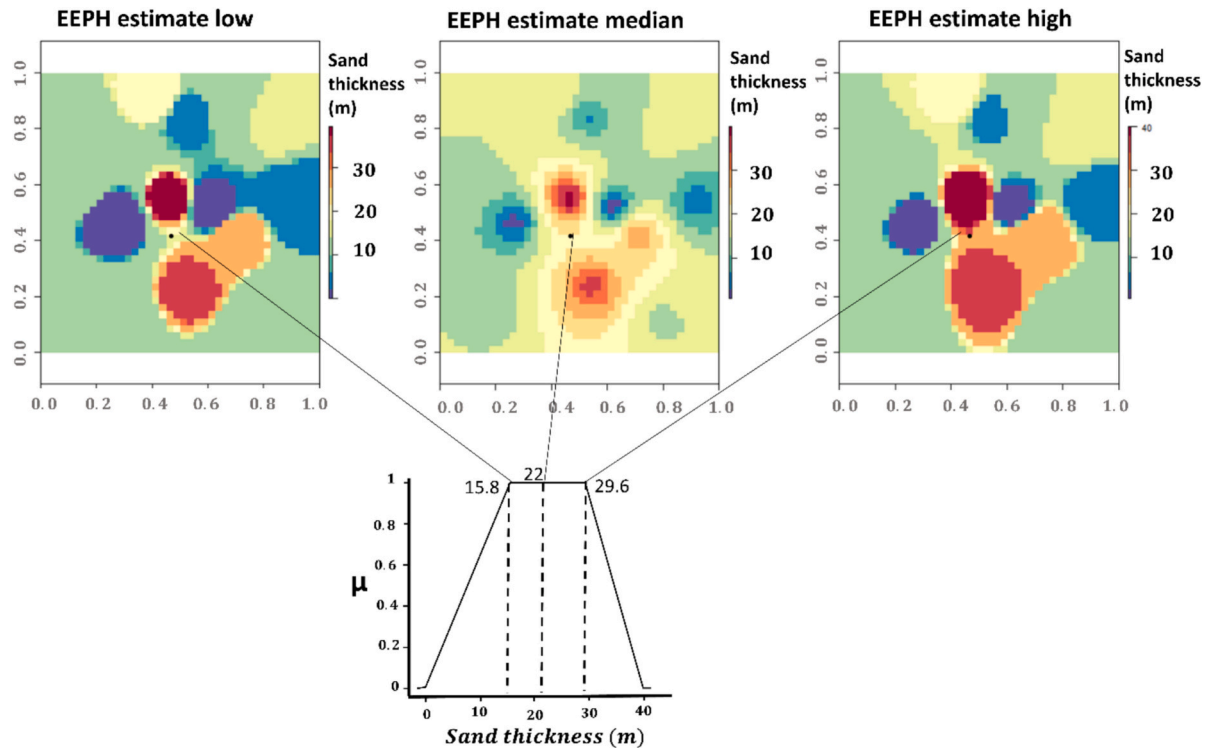 EEPH estimate low
EEPH estimate median
EEPH estimate high
Sand
thickness
(m)
1.0
0.8
0.6
0.4
0.2
0.0
30
20
10
0.0 0.2 0.4 0.6 0.8 1.0
Sand
thickness
(m)
1.0
0.8
0.6
0.4
0.2
0.0
30
20
10
0.0 0.2 0.4 0.6 0.8 1.0
Sand
thickness
(m)
1.0
0.8
0.6
0.4
0.2
0.0
40
30
20
10
0.0 0.2 0.4 0.6 0.8 1.0
15.8
22
29.6
μ
1
0.8
0.6
0.4
0.2
0
0 10 20 30 40
Sand thickness (m)